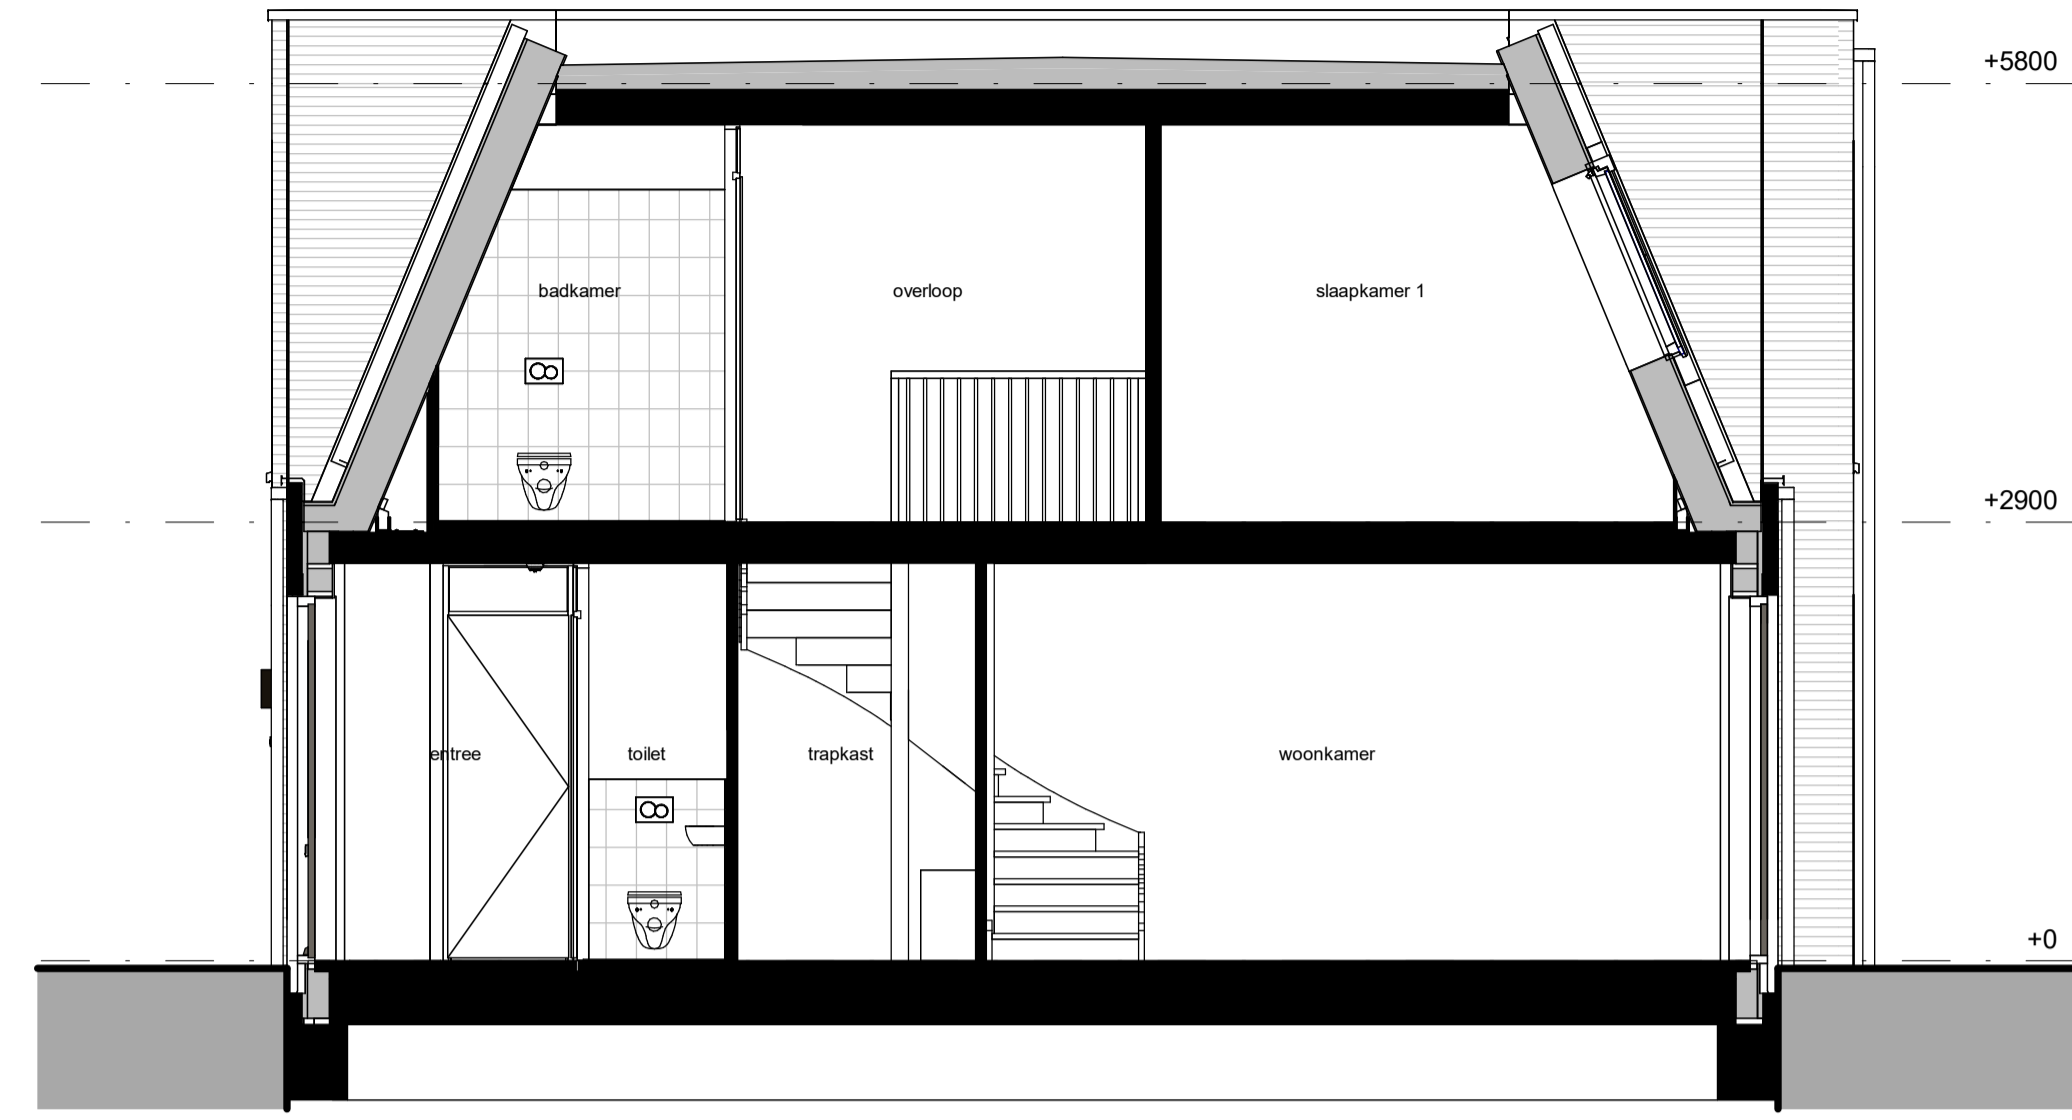 +5800
badkamer
overloop
slaapkamer 1
+2900
entree
toilet
trapkast
woonkamer
+0